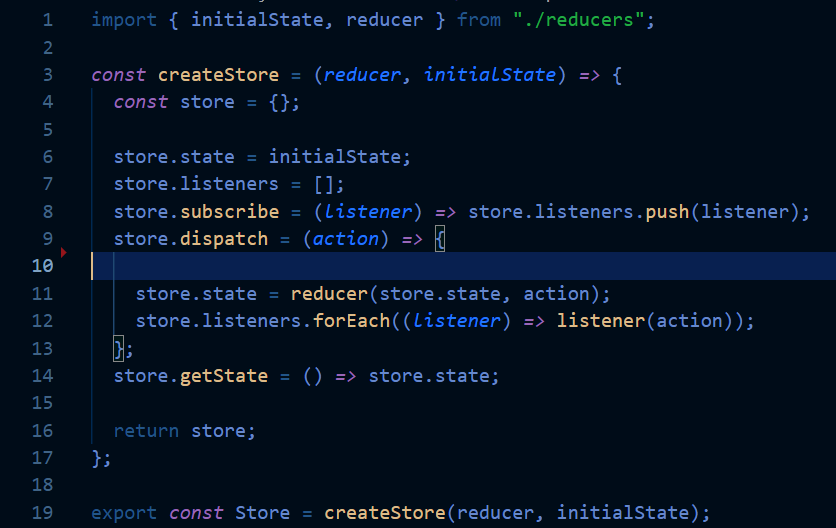 1 import { initialState, reducer } from "./reducers";
2
3 const createStore = (reducer, initialState) => {
4   const store = {};
5
6   store.state = initialState;
7   store.listeners = [];
8   store.subscribe = (listener) => store.listeners.push(listener);
9   store.dispatch = (action) => {
10
11     store.state = reducer(store.state, action);
12     store.listeners.forEach((listener) => listener(action));
13   };
14   store.getState = () => store.state;
15
16   return store;
17 };
18
19 export const Store = createStore(reducer, initialState);